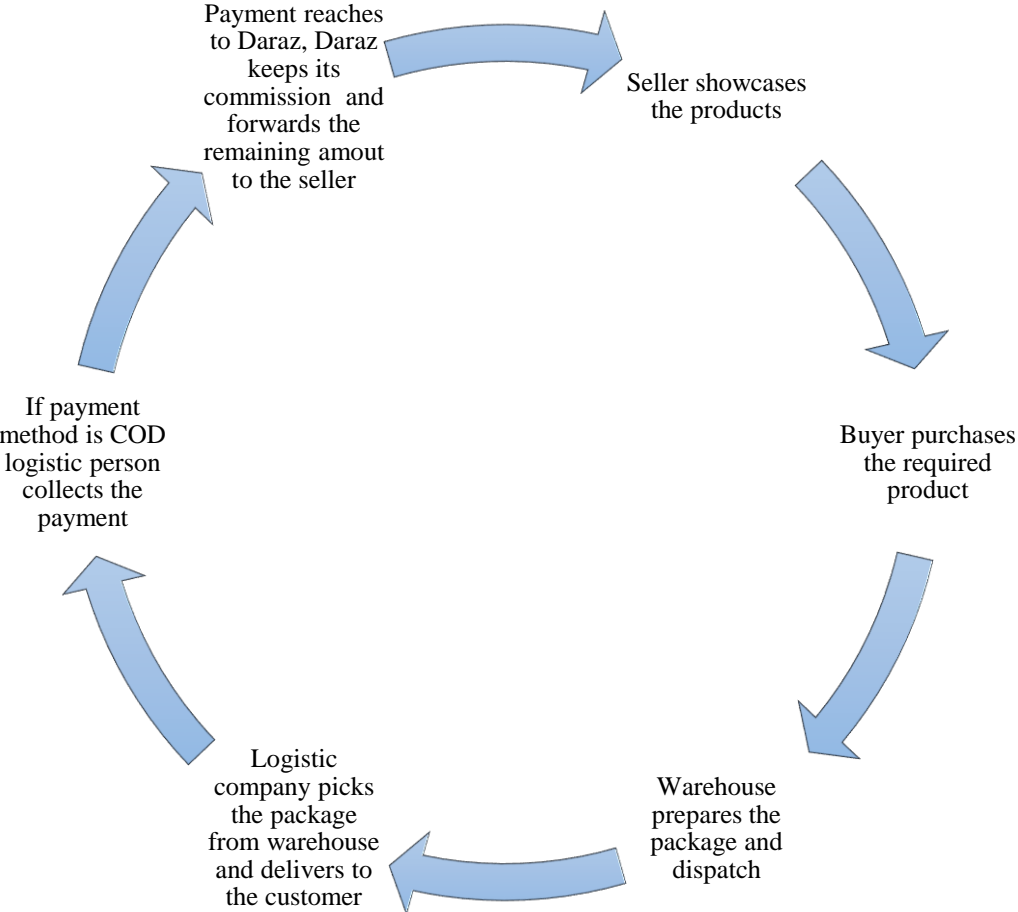 Payment reaches
to Daraz, Daraz
keeps its
commission  and
forwards the
remaining amout
to the seller
Seller showcases
the products
Buyer purchases
the required
product
Warehouse
prepares the
package and
dispatch
Logistic
company picks
the package
from warehouse
and delivers to
the customer
If payment
method is COD
logistic person
collects the
payment